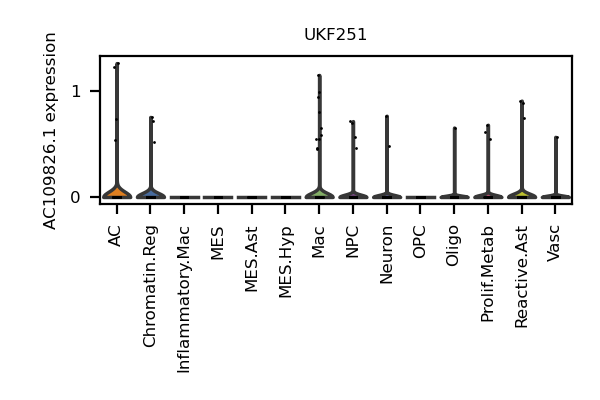 UKF251
AC109826.1 expression
1
0
AC
Chromatin.Reg
Inflammatory.Mac
MES
MES.Ast
MES.Hyp
Mac
NPC
Neuron
OPC
Oligo
Prolif.Metab
Reactive.Ast
Vasc